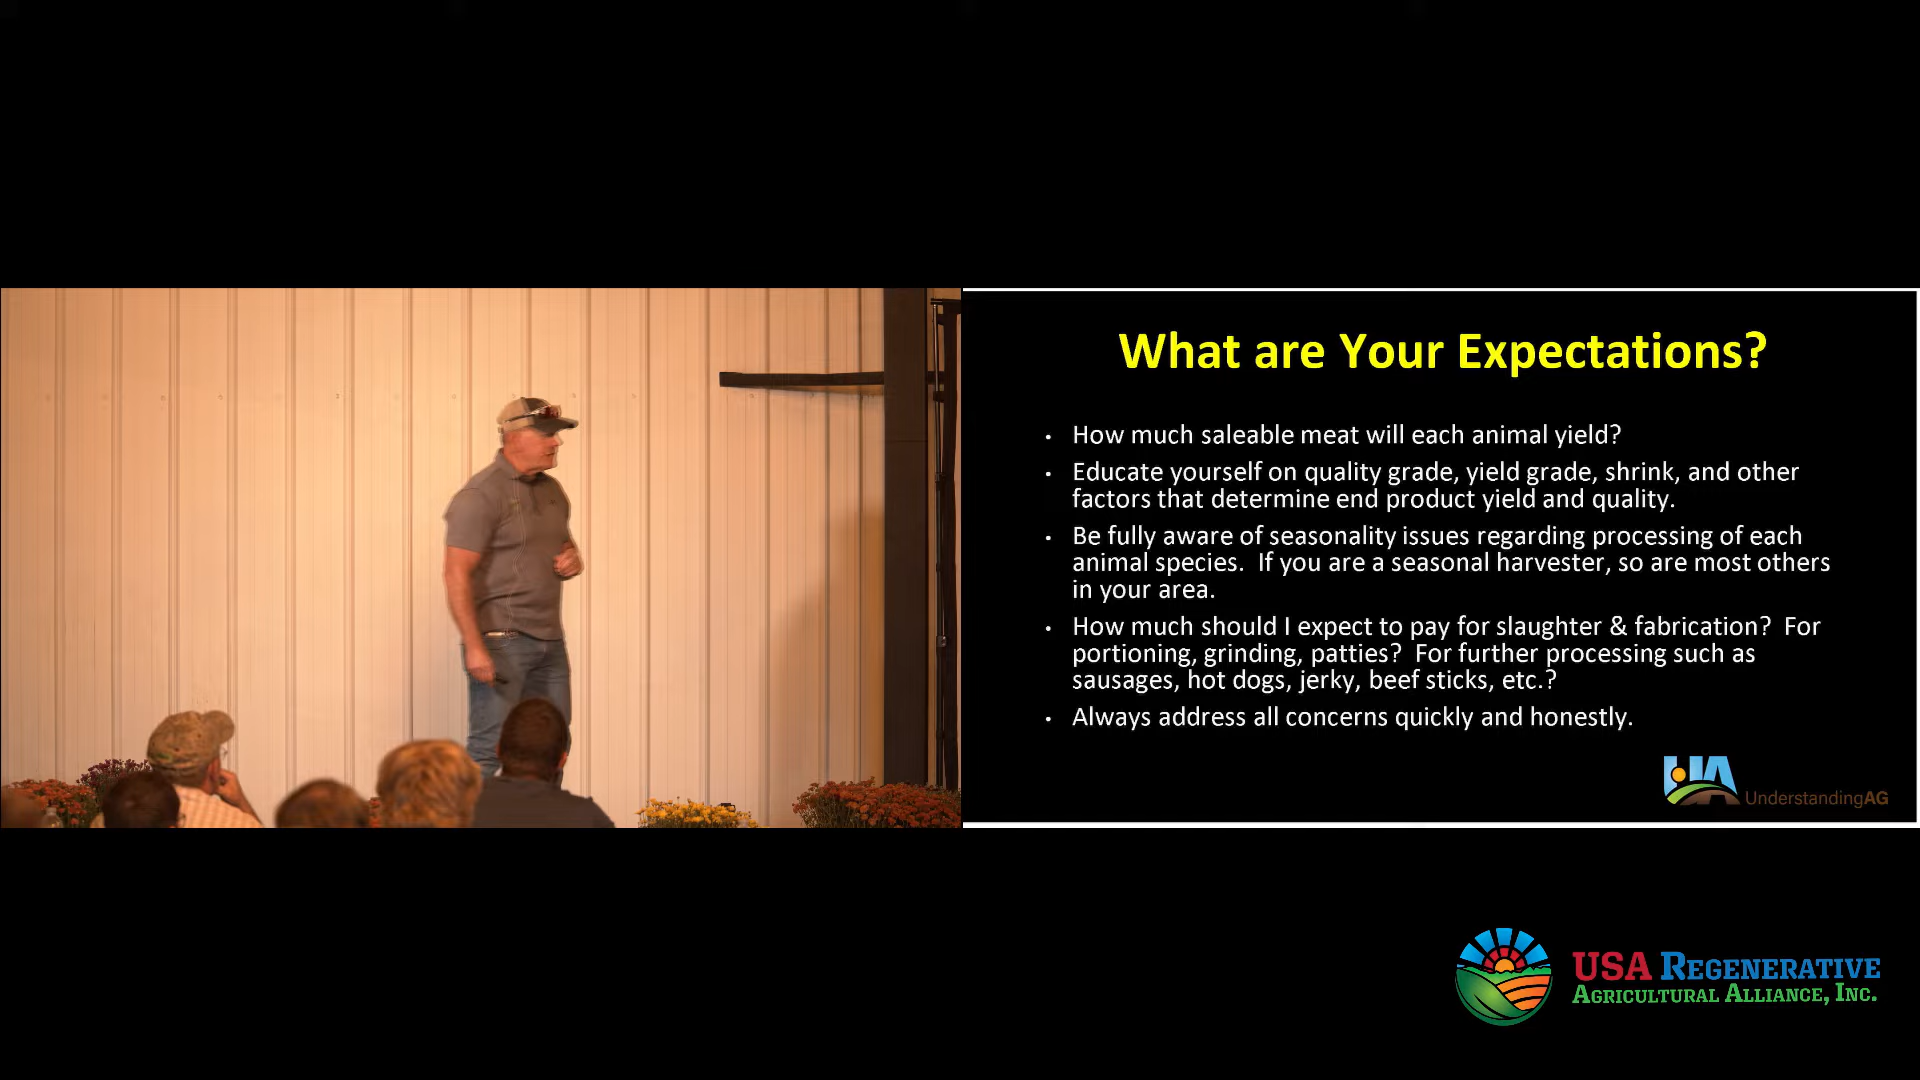 What are Your Expectations?
• How much saleable meat will each animal yield?
• Educate yourself on quality grade, yield grade, shrink, and other
factors that determine end product yield and quality.
• Be fully aware of seasonality issues regarding processing of each
animal species.  If you are a seasonal harvester, so are most others
in your area.
• How much should I expect to pay for slaughter & fabrication?  For
portioning, grinding, patties?  For further processing such as
sausages, hot dogs, jerky, beef sticks, etc.?
• Always address all concerns quickly and honestly.
UA UnderstandingAG
USA REGENERATIVE
AGRICULTURAL ALLIANCE, INC.